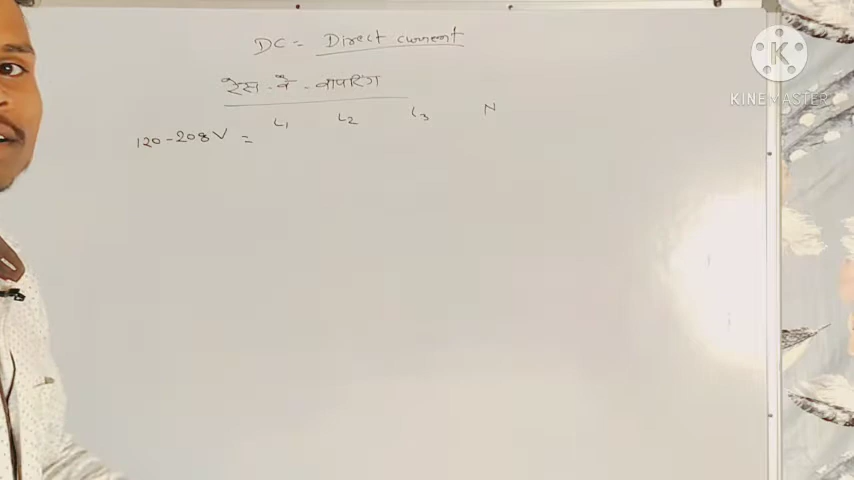 DC = Direct current
रेस - वे - वायरिंग
L1 L2 L3 N
120-208V =
K
KINEMASTER